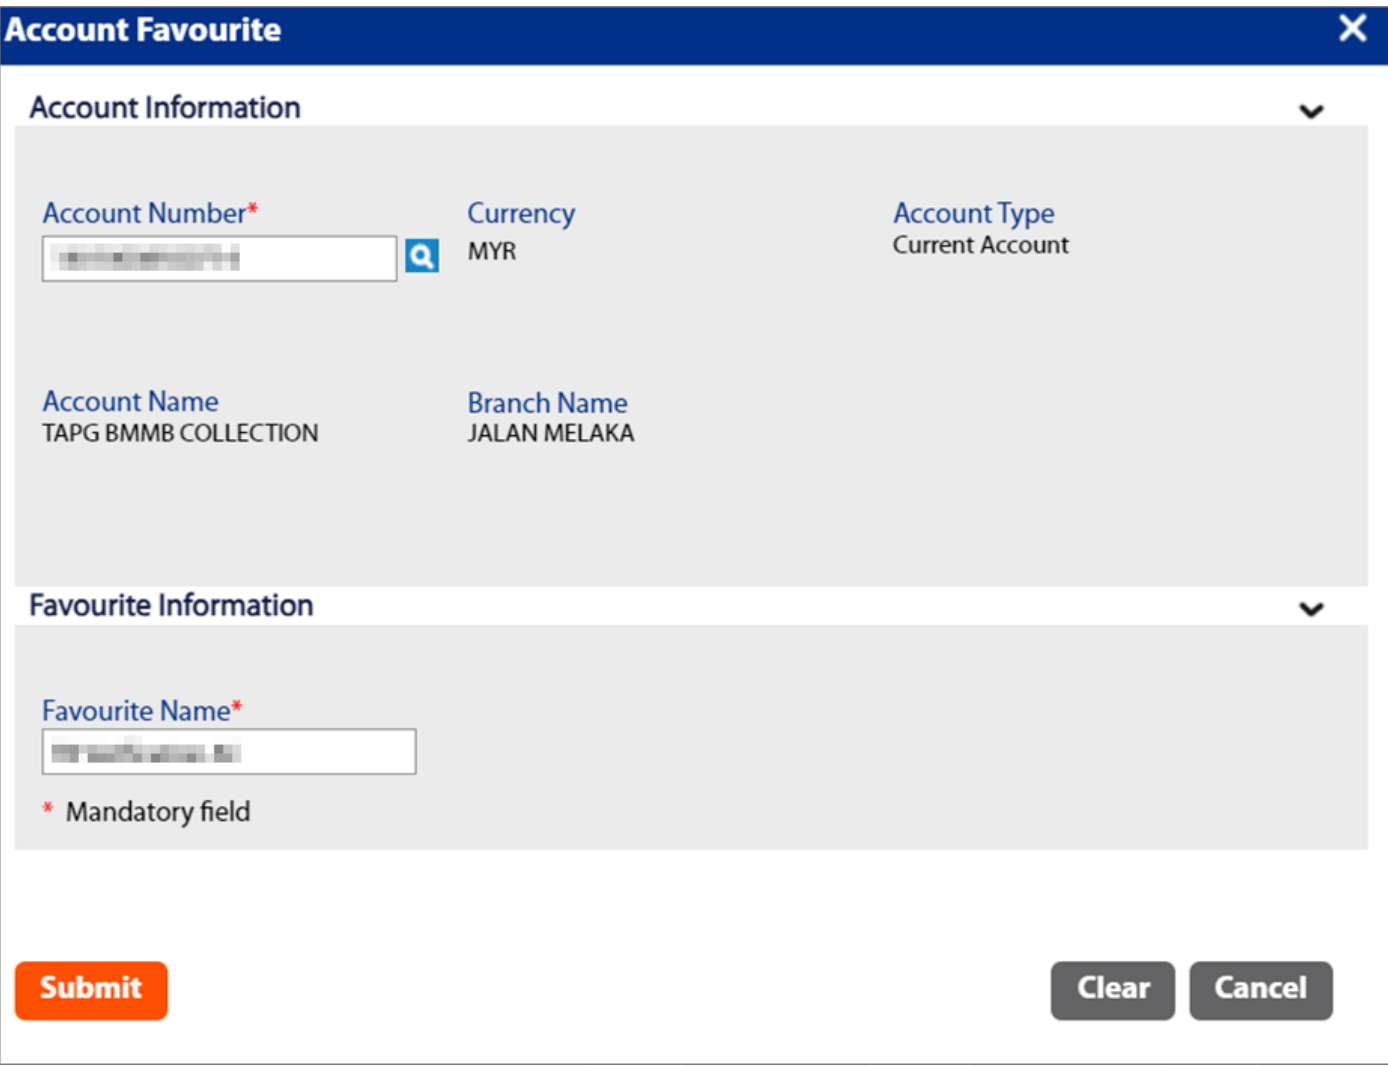 Account Favourite
Account Information
Account Number* Currency Account Type
MYR Current Account
Account Name Branch Name
TAPG BMMB COLLECTION JALAN MELAKA
Favourite Information
Favourite Name*
* Mandatory field
Submit Clear Cancel